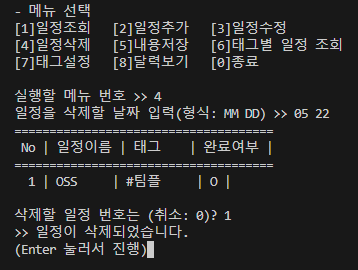 - 메뉴 선택
[1]일정조회 [2]일정추가 [3]일정수정
[4]일정삭제 [5]내용저장 [6]태그별 일정 조회
[7]태그설정 [8]달력보기 [0]종료
실행할 메뉴 번호 >> 4
일정을 삭제할 날짜 입력(형식: MM DD) >> 05 22
====================================
No | 일정이름 | 태그 | 완료여부 |
====================================
1 | OSS | #팀플 | O |
삭제할 일정 번호는 (취소: 0)? 1
>> 일정이 삭제되었습니다.
(Enter 눌러서 진행)